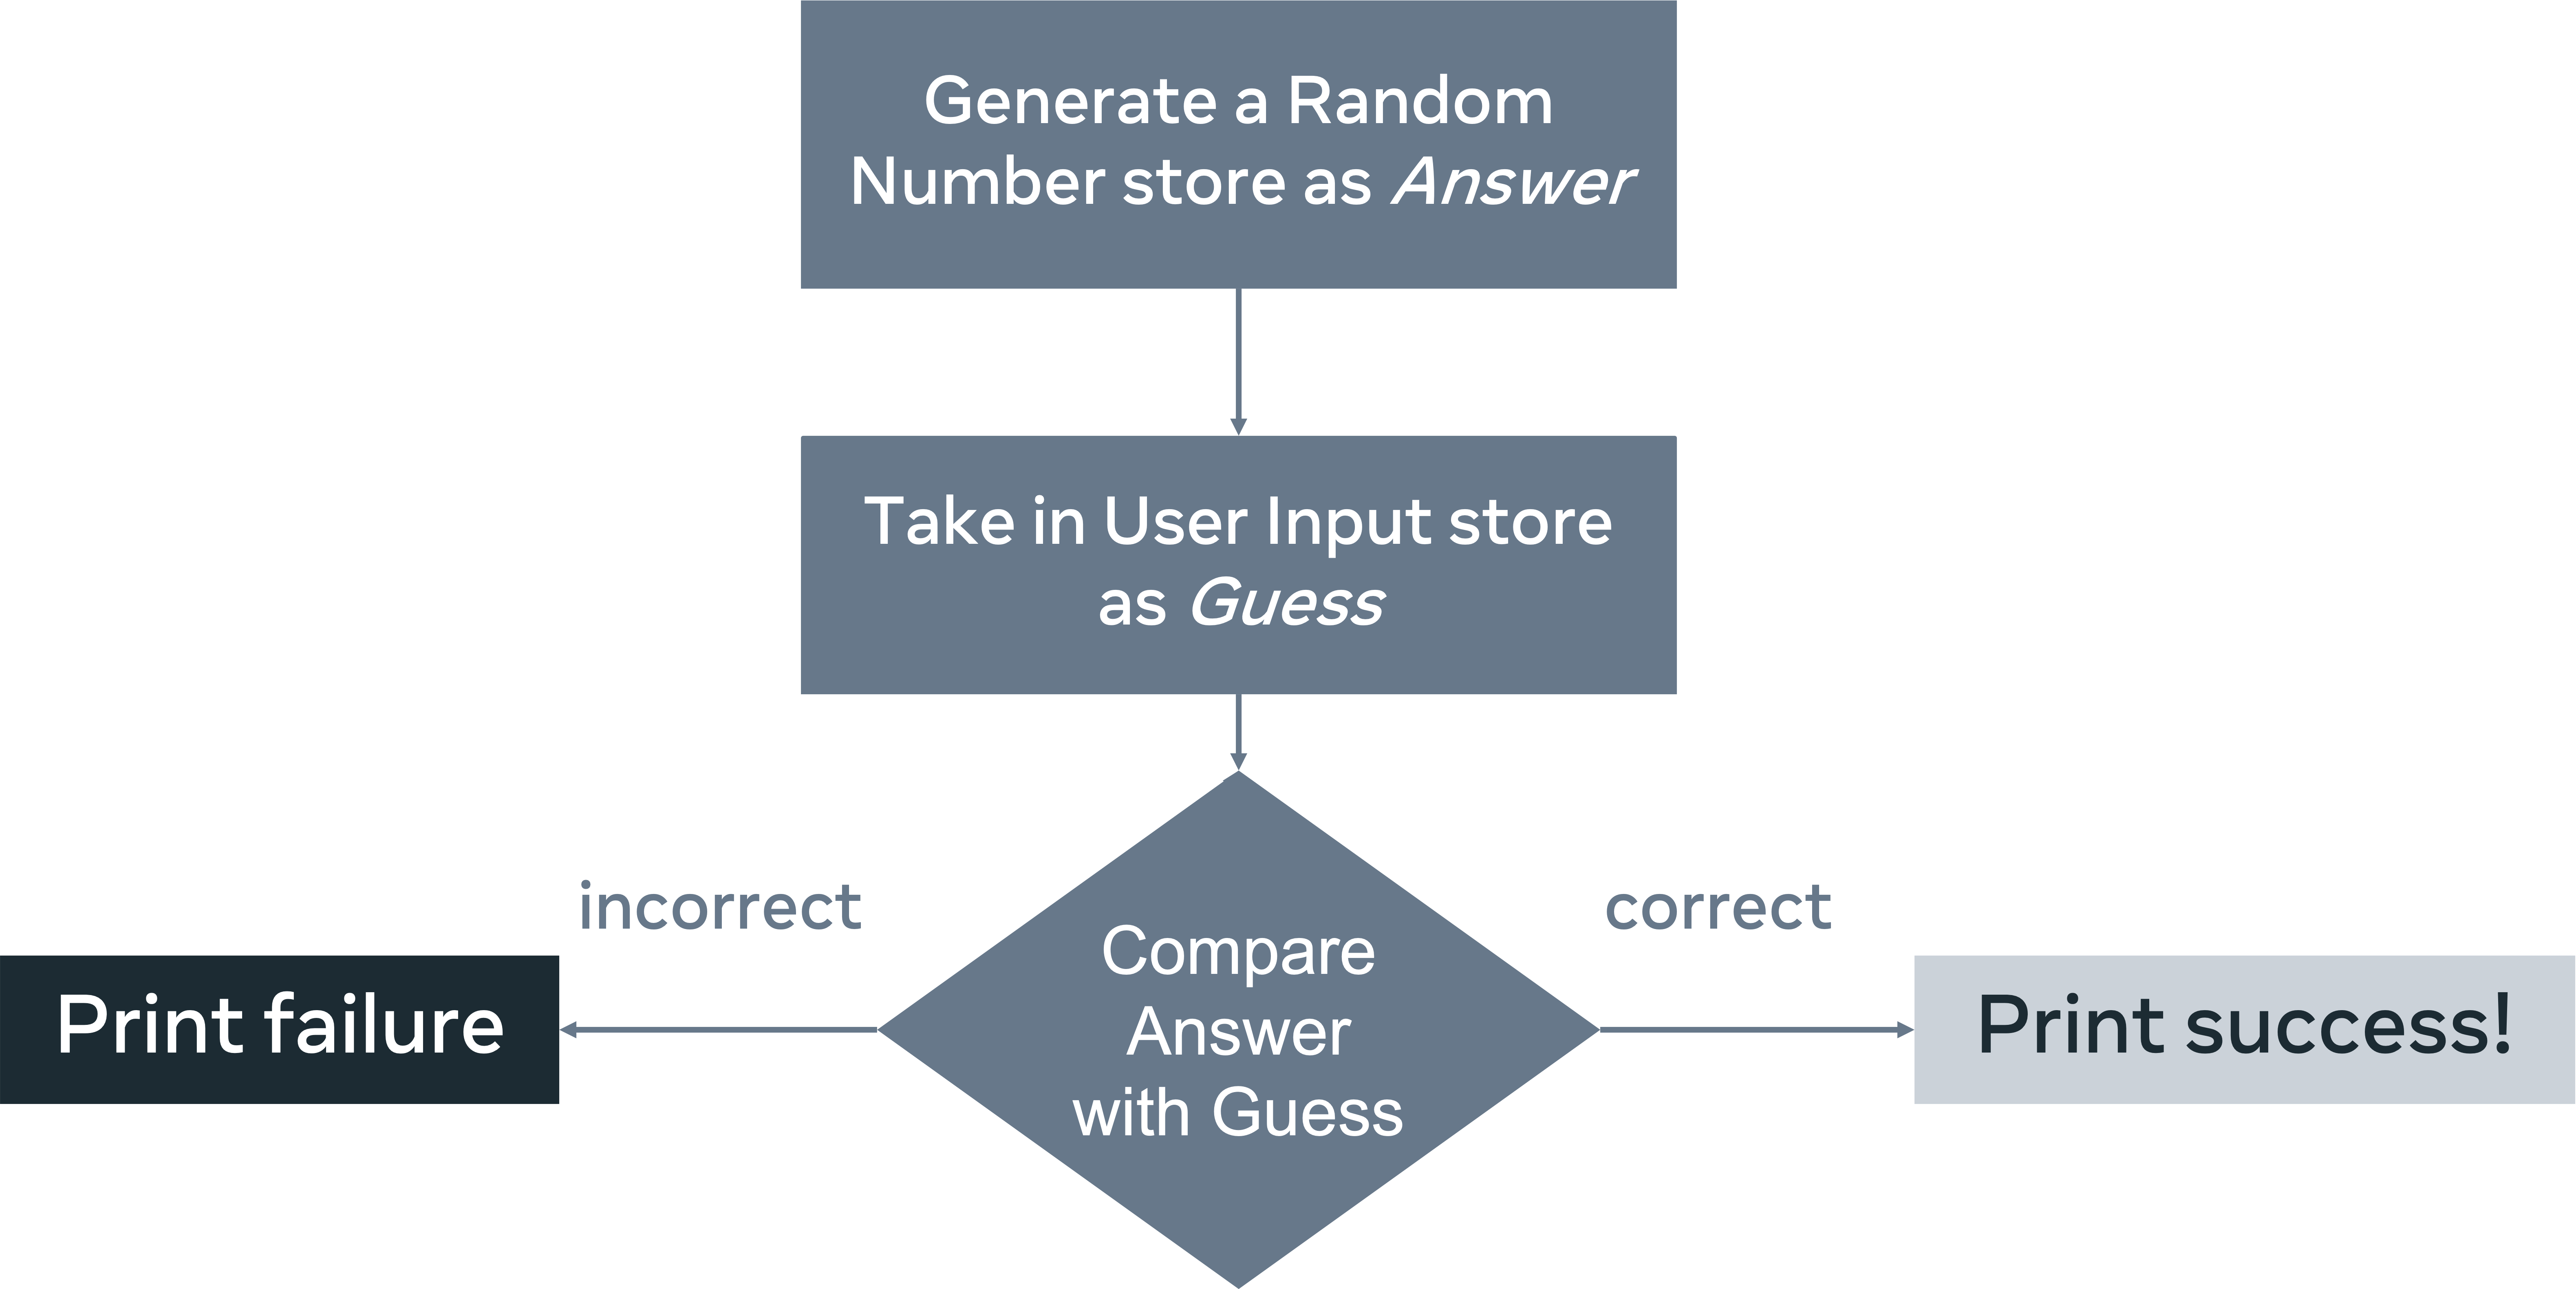 Generate a Random
Number store as Answer
Take in User Input store
as Guess
incorrect
correct
Compare
Answer
with Guess
Print failure
Print success!